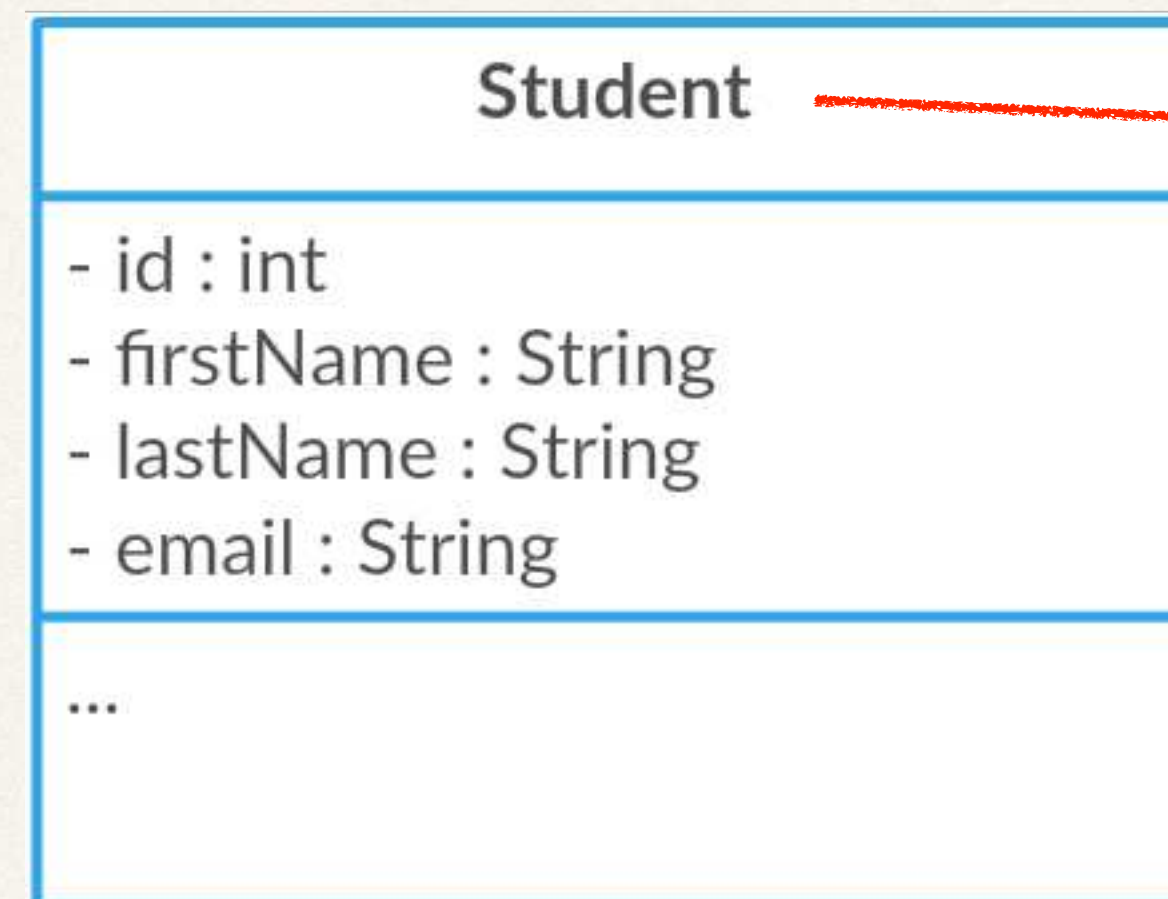 Student
- id : int
- firstName : String
- lastName : String
- email : String
...